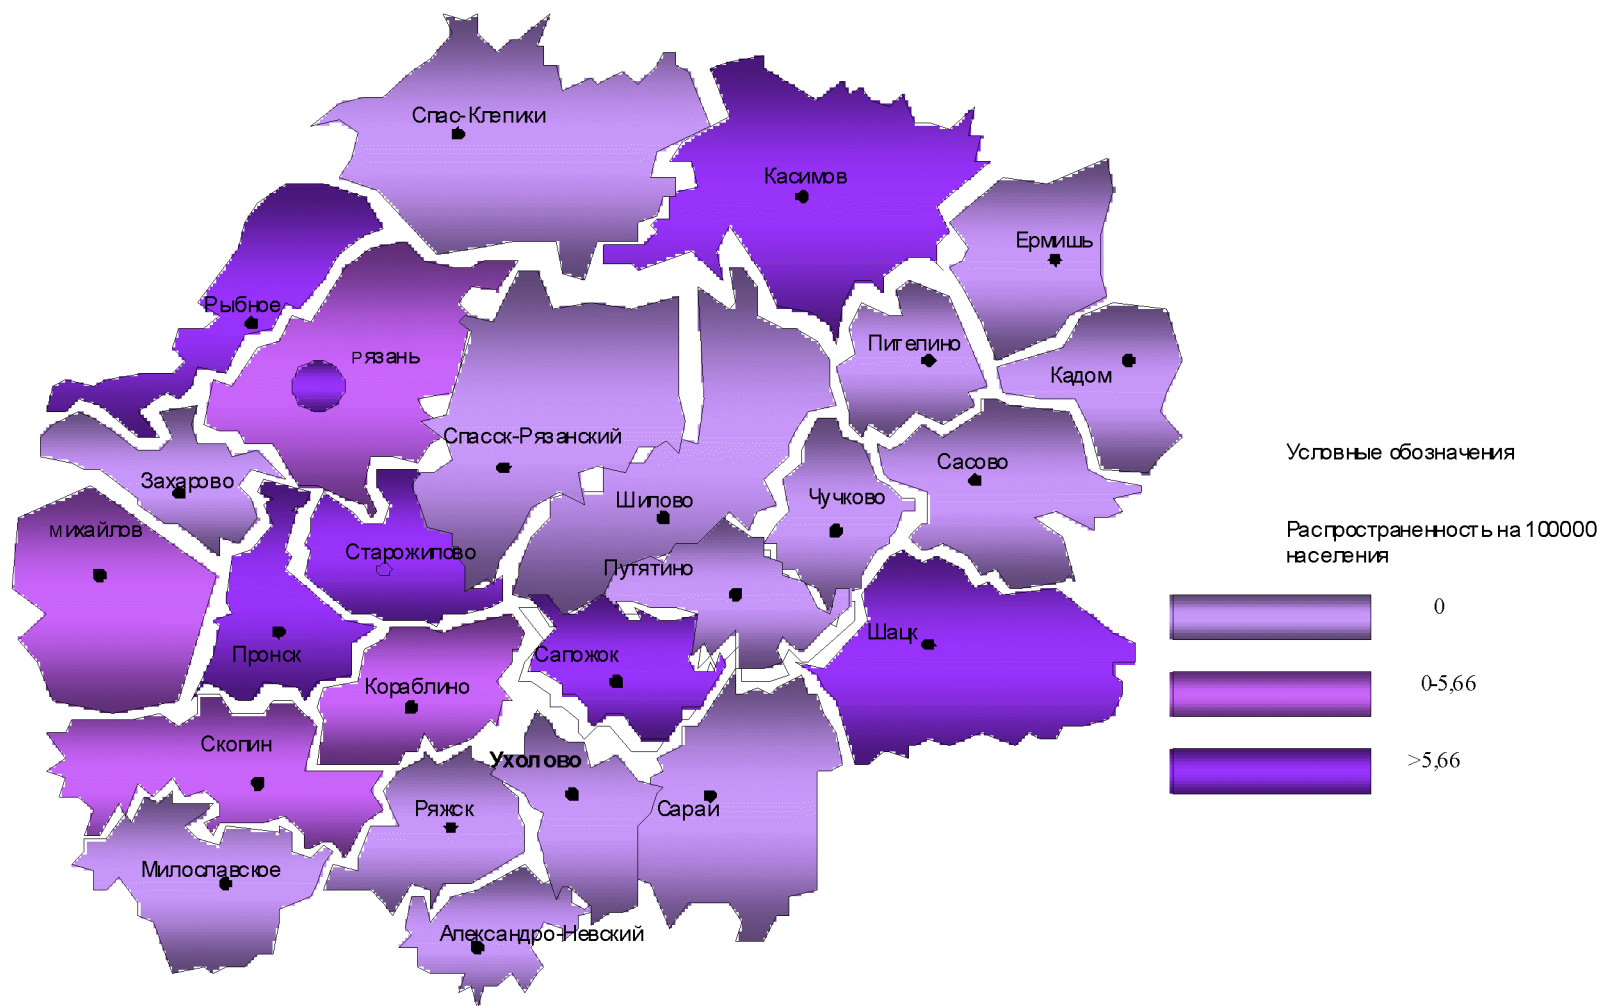 Спас-Клепики
Касимов
Ермишь
Рыбное
Рязань
Пителино
Кадом
Спасск-Рязанский
Захарово
Сасово
Условные обозначения
Шилово
Чучково
Михайлов
Распространенность на 100000
населения
Старожилово
Путятино
0
Шацк
Пронск
Сапожок
Кораблино
0-5,66
Скопин
Ухолово
>5,66
Ряжск
Сарай
Милославское
Александро-Невский